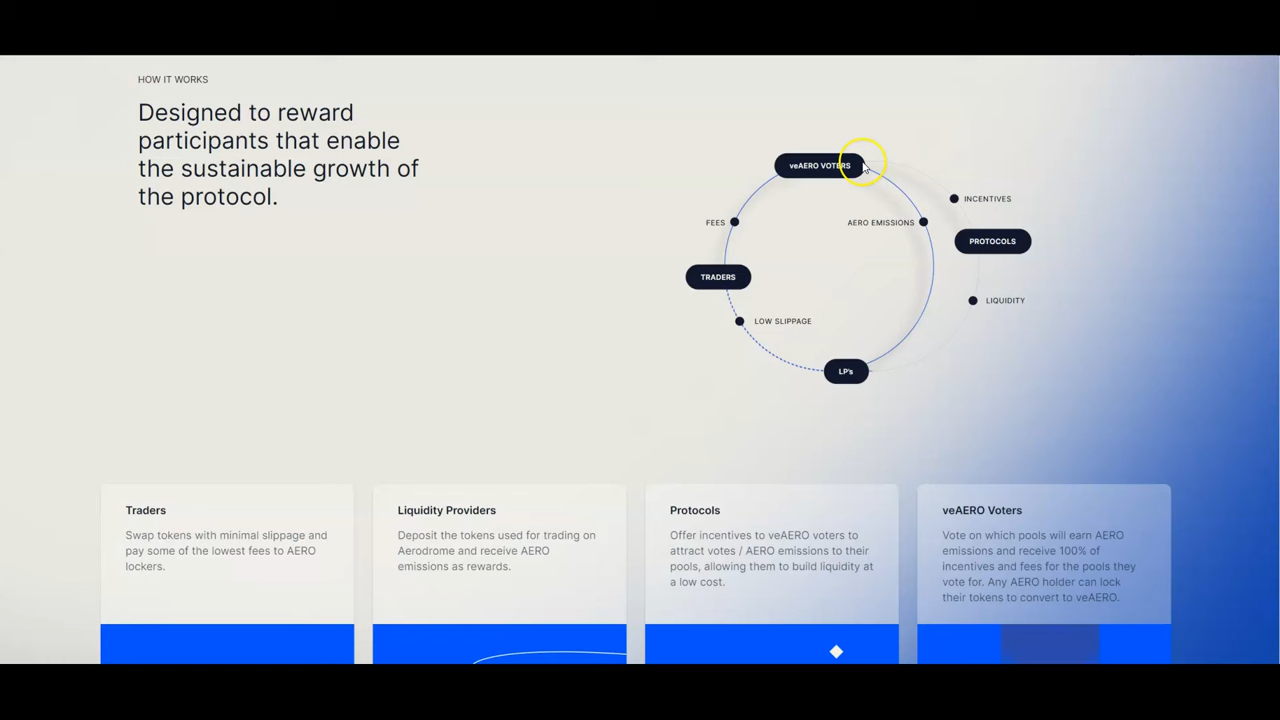 HOW IT WORKS
Designed to reward
participants that enable
the sustainable growth of
the protocol.
veAERO VOTERS
INCENTIVES
FEES
AERO EMISSIONS
PROTOCOLS
TRADERS
LIQUIDITY
LOW SLIPPAGE
LP's
Traders
Swap tokens with minimal slippage and
pay some of the lowest fees to AERO
lockers.
Liquidity Providers
Deposit the tokens used for trading on
Aerodrome and receive AERO
emissions as rewards.
Protocols
Offer incentives to veAERO voters to
attract votes / AERO emissions to their
pools, allowing them to build liquidity at
a low cost.
veAERO Voters
Vote on which pools will earn AERO
emissions and receive 100% of
incentives and fees for the pools they
vote for. Any AERO holder can lock
their tokens to convert to veAERO.